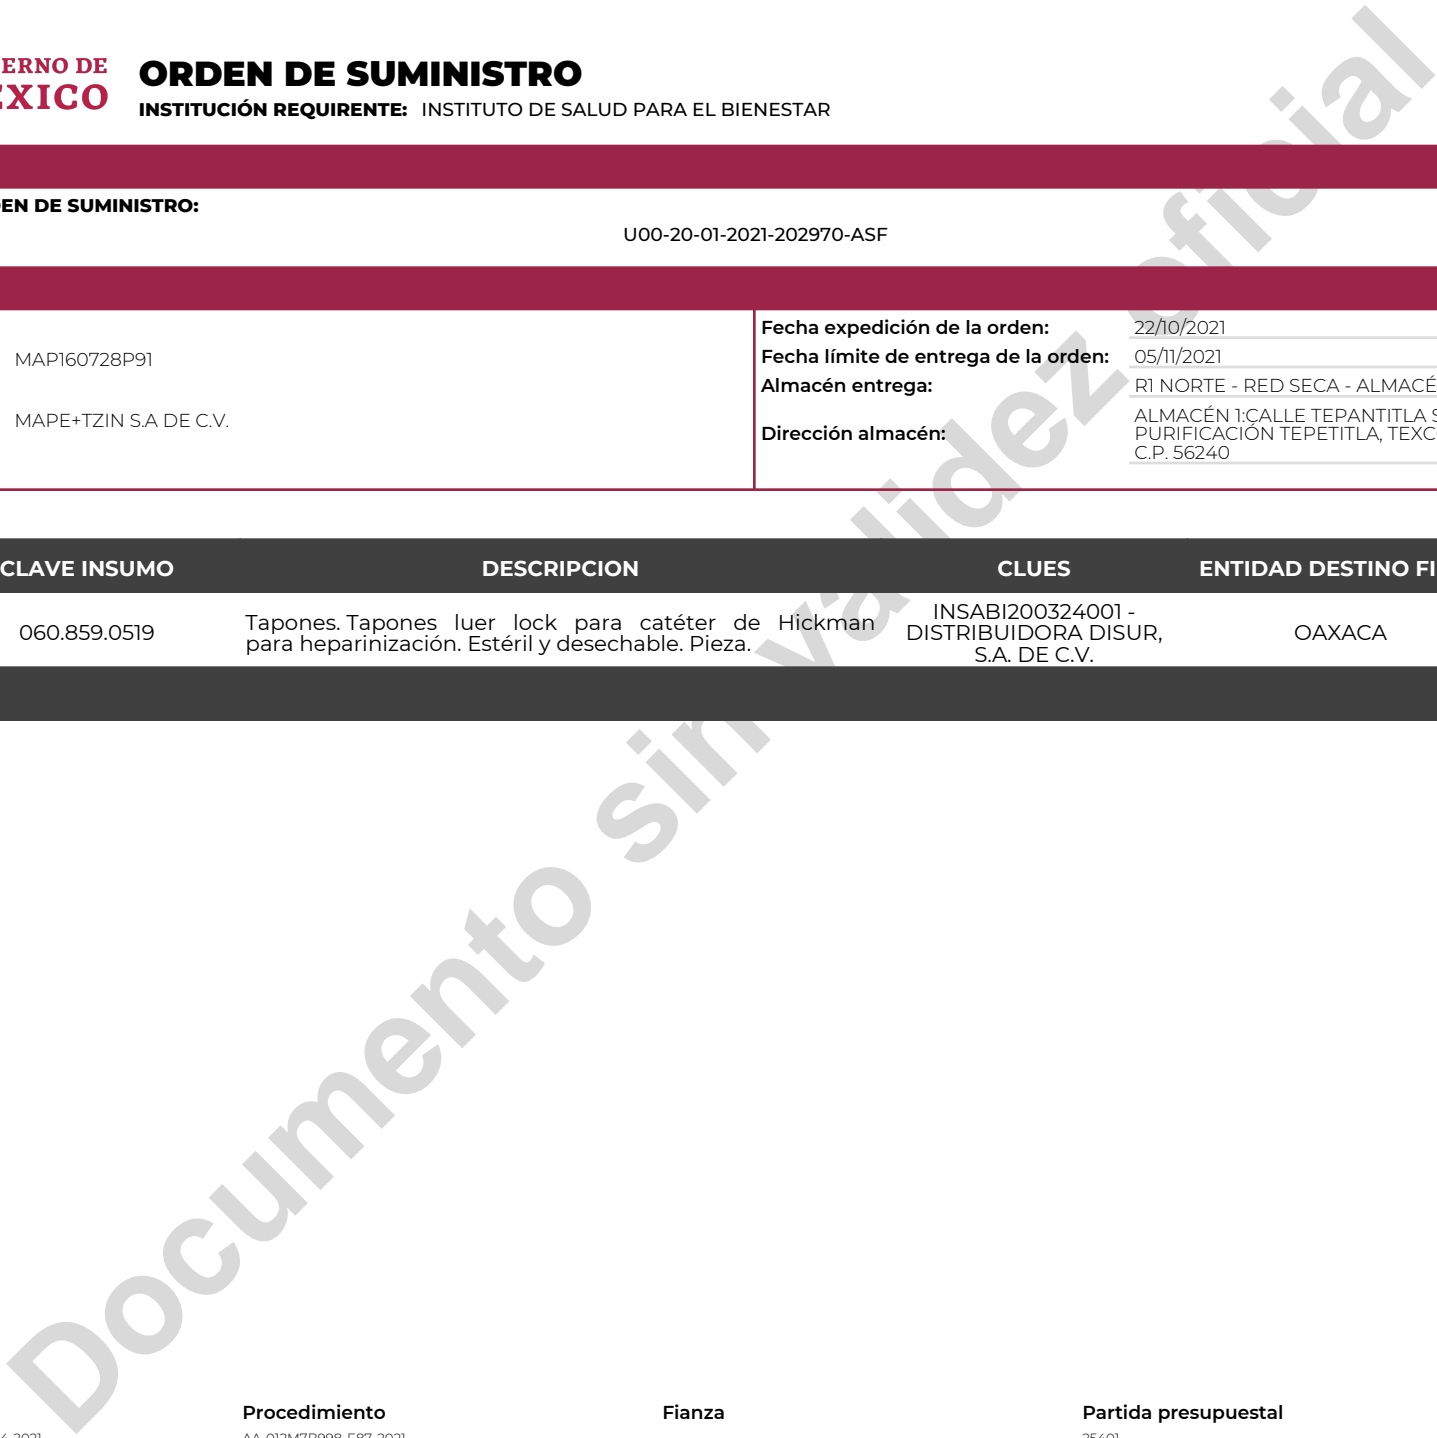 ERNO DE
ORDEN DE SUMINISTRO
INSTITUCIÓN REQUIRENTE: INSTITUTO DE SALUD PARA EL BIENESTAR
EN DE SUMINISTRO:
U00-20-01-2021-202970-ASF
MAP160728P91
MAPE+TZIN S.A DE C.V.
Fecha expedición de la orden: 22/10/2021
Fecha límite de entrega de la orden: 05/11/2021
Almacén entrega: R1 NORTE - RED SECA - ALMACÉ
Dirección almacén: ALMACÉN 1:CALLE TEPANTITLA S
PURIFICACIÓN TEPETITLA, TEXC
C.P. 56240
CLAVE INSUMO DESCRIPCION CLUES ENTIDAD DESTINO FI
060.859.0519
Tapones. Tapones luer lock para catéter de Hickman
para heparinización. Estéril y desechable. Pieza.
INSABI200324001 -
DISTRIBUIDORA DISUR,
S.A. DE C.V.
OAXACA
Documento sin validez oficial
Procedimiento Fianza Partida presupuestal